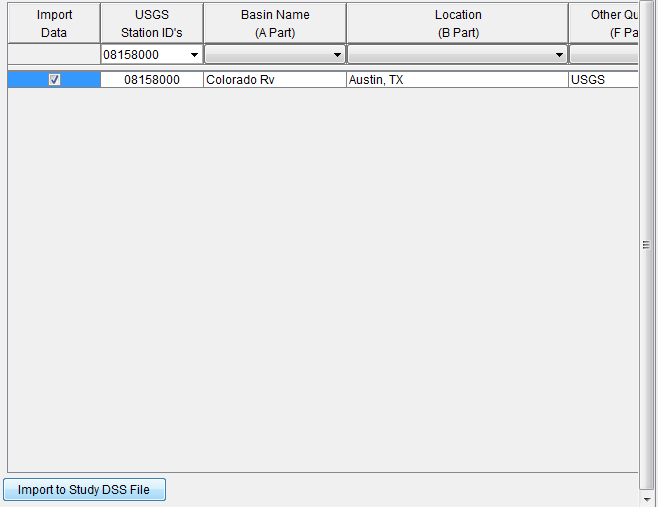 Import USGS Basin Name Location Other Qu
Data Station ID's (A Part) (B Part) (F Pa
08158000
08158000 Colorado Rv Austin, TX USGS
Import to Study DSS File